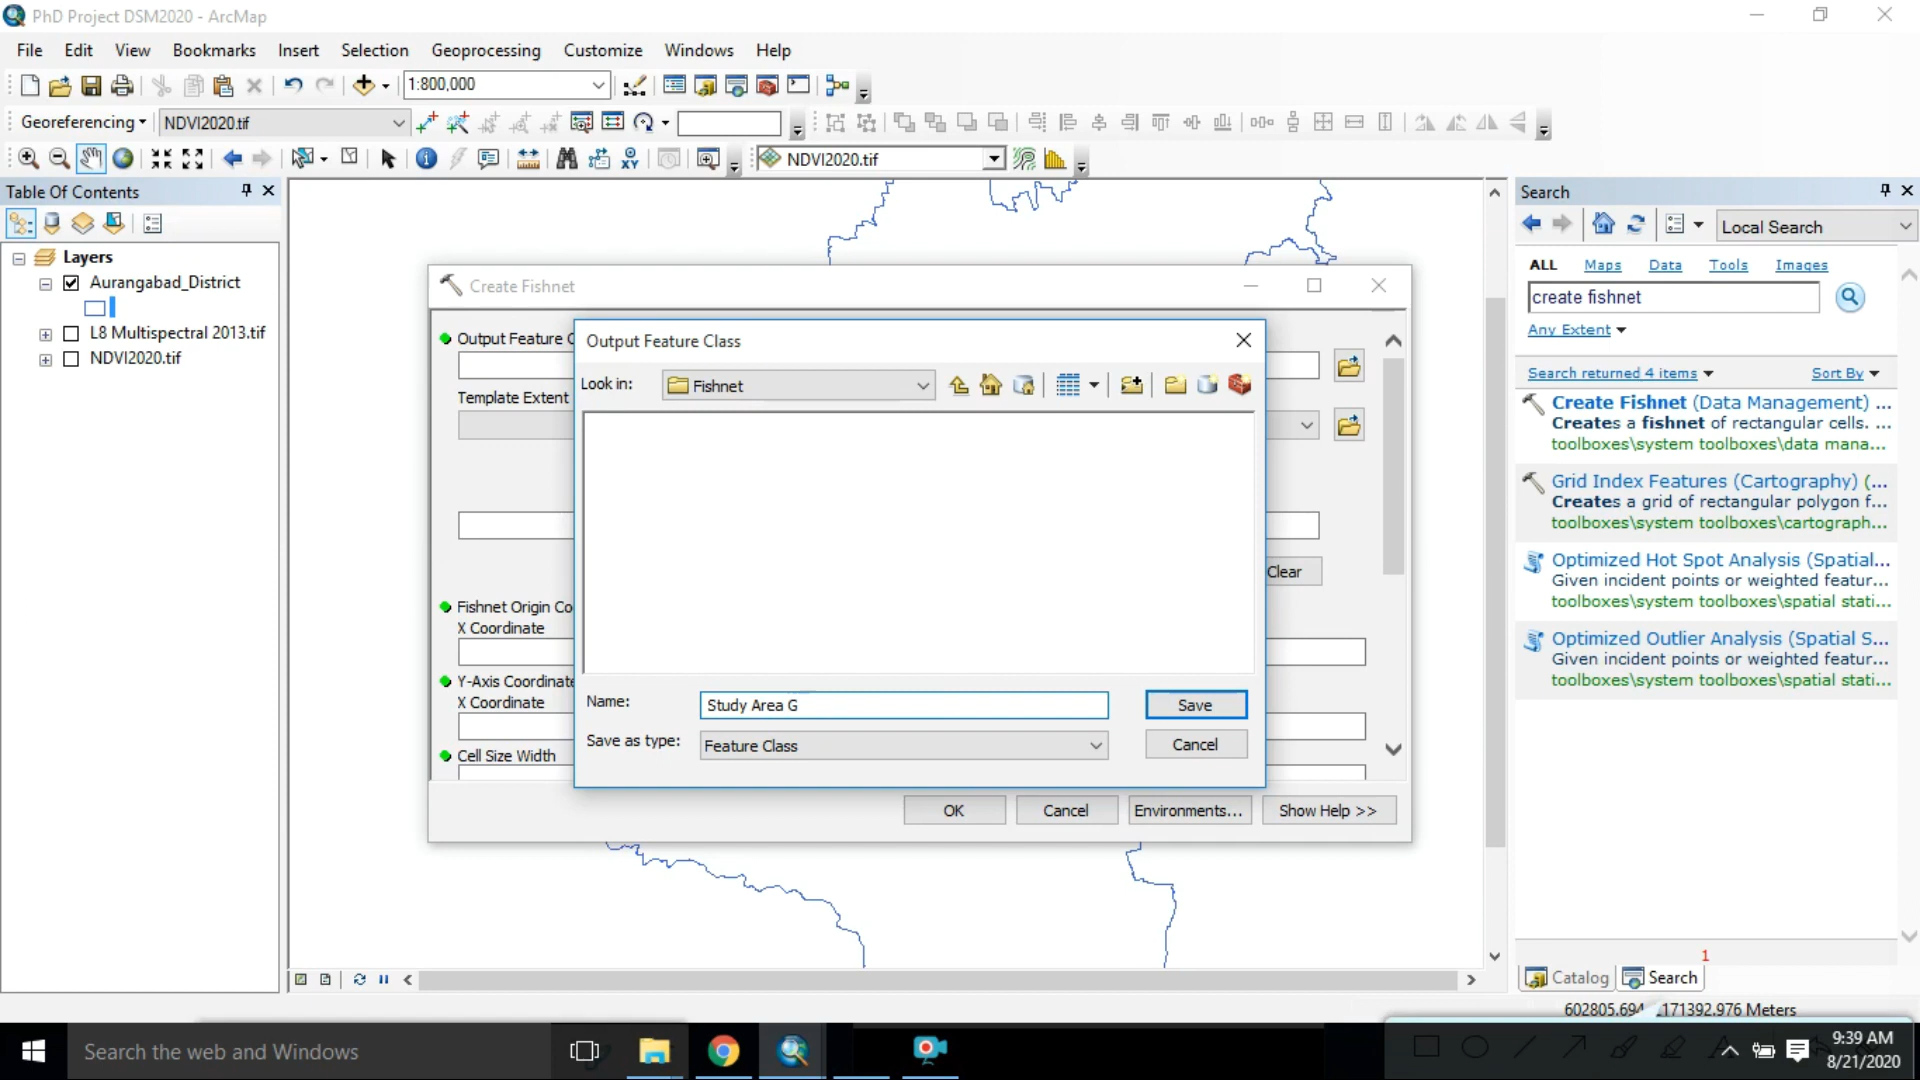 PhD Project DSM2020 - ArcMap
File Edit View Bookmarks Insert Selection Geoprocessing Customize Windows Help
1:800,000
Georeferencing NDVI2020.tif
NDVI2020.tif
Table Of Contents
Layers
Aurangabad_District
L8 Multispectral 2013.tif
NDVI2020.tif
Create Fishnet
Output Feature C
Template Extent
Clear
Fishnet Origin Co
X Coordinate
Y-Axis Coordinate
X Coordinate
Cell Size Width
OK Cancel Environments... Show Help >>
Output Feature Class
Look in: Fishnet
Name: Study Area G Save
Save as type: Feature Class Cancel
Search
Local Search
ALL Maps Data Tools Images
create fishnet
Any Extent
Search returned 4 items Sort By
Create Fishnet (Data Management) ...
Creates a fishnet of rectangular cells. ...
toolboxes\system toolboxes\data mana...
Grid Index Features (Cartography) (...
Creates a grid of rectangular polygon f...
toolboxes\system toolboxes\cartograph...
Optimized Hot Spot Analysis (Spatial...
Given incident points or weighted featur...
toolboxes\system toolboxes\spatial stati...
Optimized Outlier Analysis (Spatial S...
Given incident points or weighted featur...
toolboxes\system toolboxes\spatial stati...
1
Catalog Search
602805.694 Meters
Search the web and Windows
9:39 AM
8/21/2020